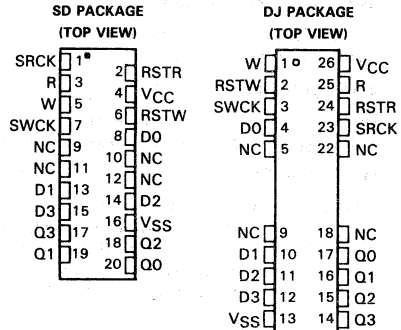 SD PACKAGE
(TOP VIEW)
SRCK 1
2 RSTR
R 3
4 VCC
W 5
6 RSTW
SWCK 7
8 D0
NC 9
10 NC
NC 11
12 NC
D1 13
14 D2
D3 15
16 VSS
Q3 17
18 Q2
Q1 19
20 Q0
DJ PACKAGE
(TOP VIEW)
W 1 26 VCC
RSTW 2 25 R
SWCK 3 24 RSTR
D0 4 23 SRCK
NC 5 22 NC
NC 9 18 NC
D1 10 17 Q0
D2 11 16 Q1
D3 12 15 Q2
VSS 13 14 Q3